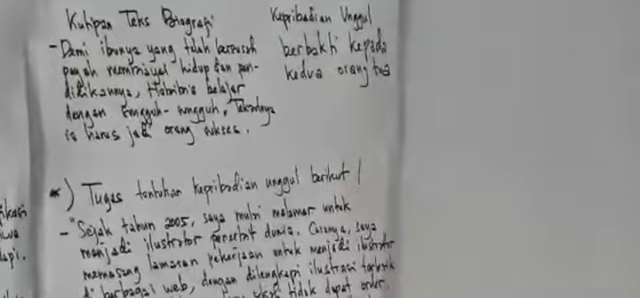 Kutipan Teks Biografi
Kepribadian Unggul
- Demi ibunya yang telah bersusah
payah membiayai hidup dan pen-
didikannya, Habibie belajar
dengan sungguh-sungguh. Tekadnya
ia harus jadi orang sukses.
berbakti kepada
kedua orang tua
*) Tugas tentukan kepribadian unggul berikut!
- "Sejak tahun 2005, saya mulai melamar untuk
menjadi ilustrator penerbit dunia. Caranya, saya
memasang lamaran pekerjaan untuk menjadi ilustrator
di berbagai web, dengan dilengkapi ilustrasi terbaik
tidak dapat order.